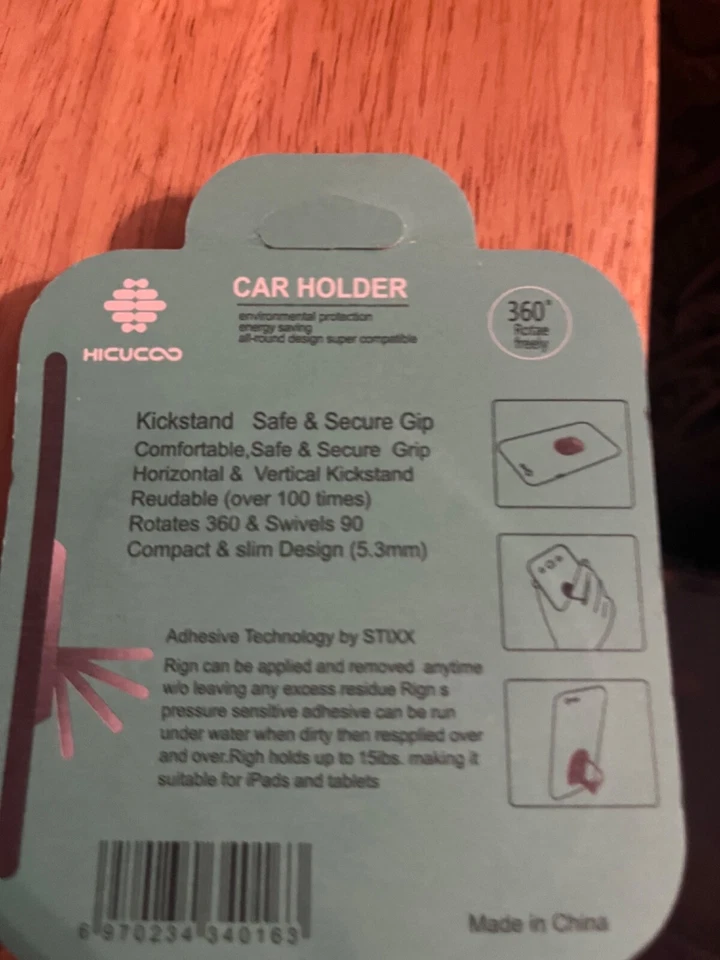 HICUCOO
CAR HOLDER
environmental protection
energy saving
all-round design super compatible
360°
Rotae
freely
Kickstand Safe & Secure Gip
Comfortable,Safe & Secure Grip
Horizontal & Vertical Kickstand
Reudable (over 100 times)
Rotates 360 & Swivels 90
Compact & slim Design (5.3mm)
Adhesive Technology by STIXX
Rign can be applied and removed anytime
w/o leaving any excess residue Rign s
pressure sensitive adhesive can be run
under water when dirty then respplied over
and over.Righ holds up to 15ibs. making it
suitable for iPads and tablets
6 970234 340163
Made in China